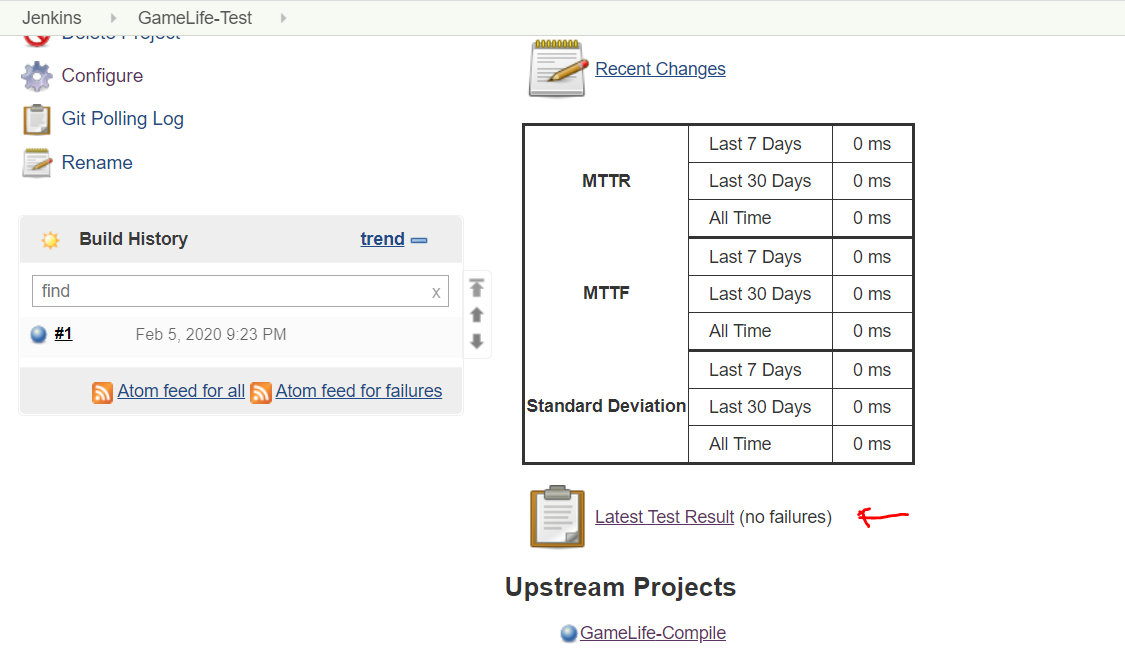 Jenkins GameLife-Test
Delete Project
Configure
Git Polling Log
Rename
Build History trend
find x
#1 Feb 5, 2020 9:23 PM
Atom feed for all Atom feed for failures
Recent Changes
MTTR
Last 7 Days 0 ms
Last 30 Days 0 ms
All Time 0 ms
MTTF
Last 7 Days 0 ms
Last 30 Days 0 ms
All Time 0 ms
Standard Deviation
Last 7 Days 0 ms
Last 30 Days 0 ms
All Time 0 ms
Latest Test Result (no failures)
Upstream Projects
GameLife-Compile